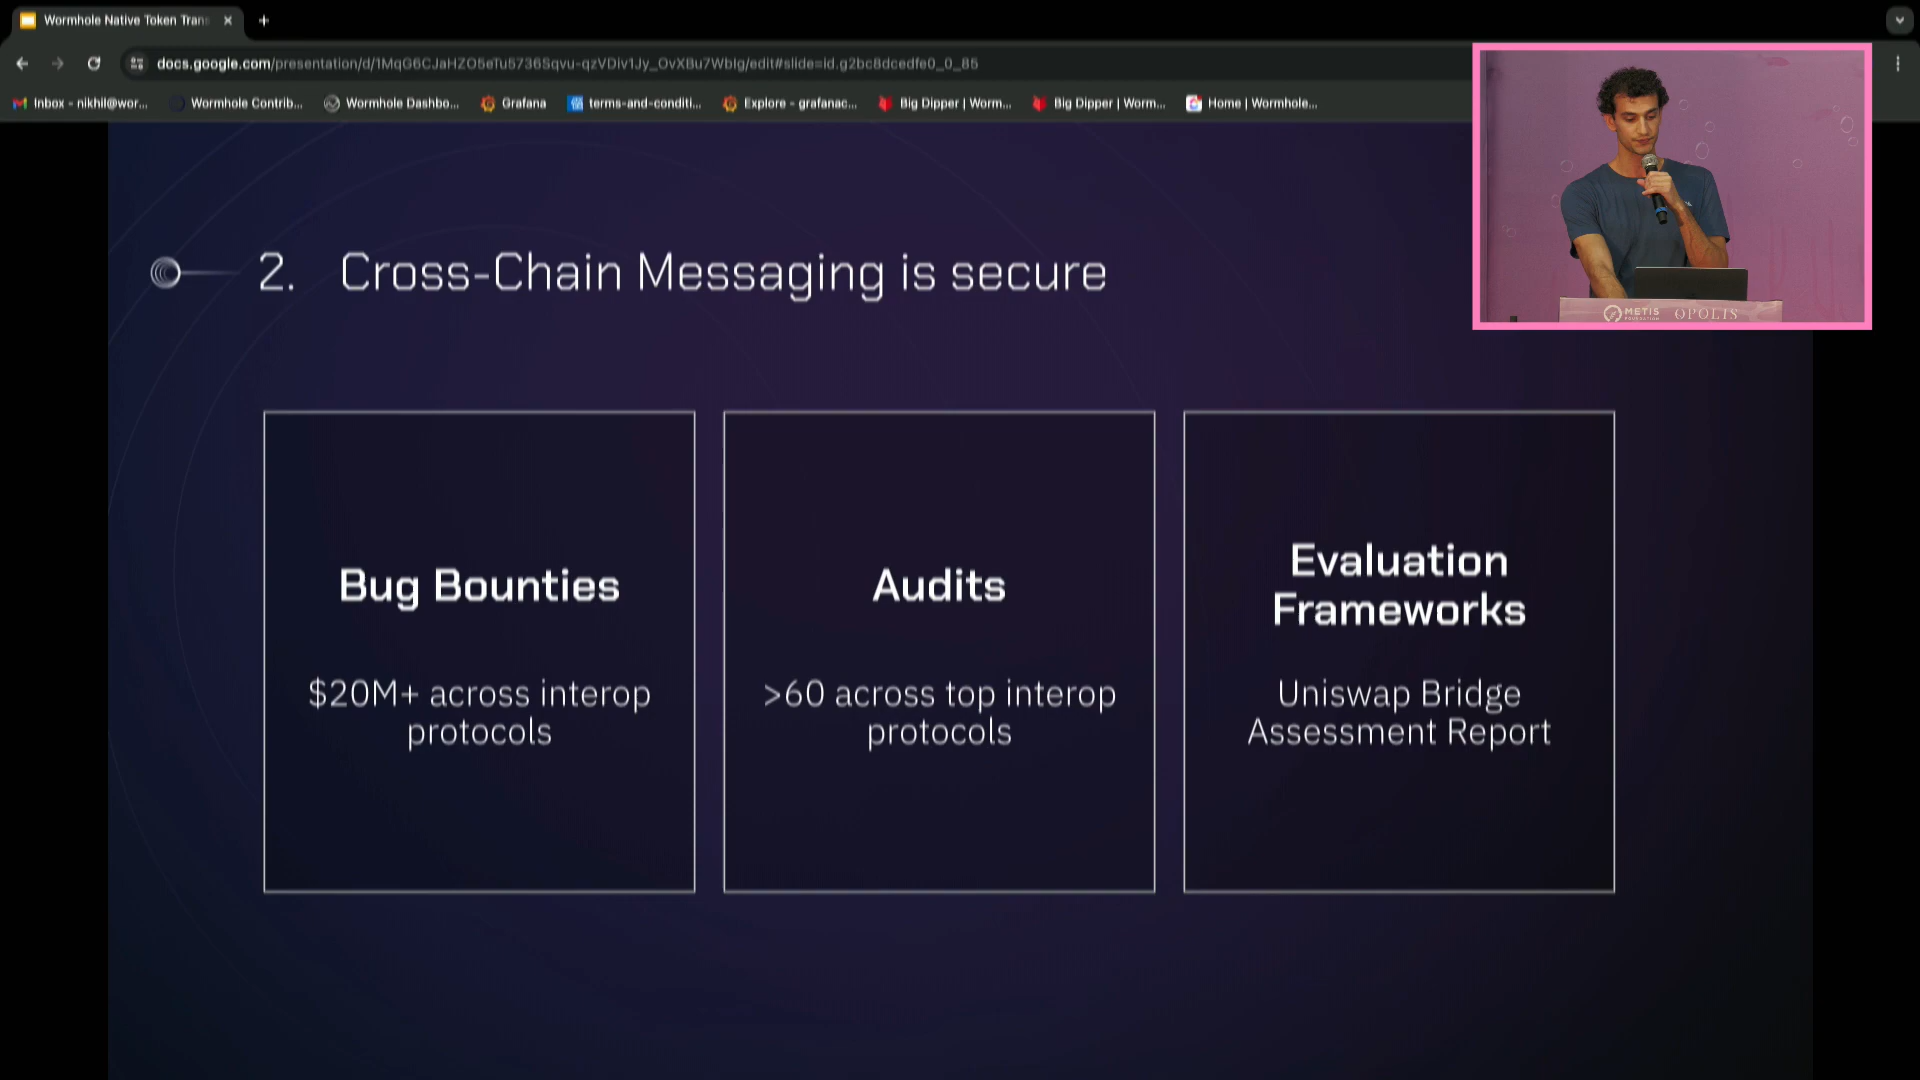 Wormhole Native Token Tran
docs.google.com/presentation/d/1MqG6CJaHZO5eTu5736Sqvu-qzVDiv1Jy_OvXBu7WbIg/edit#slide=id.g2bc8dcedfe0_0_85
Inbox - nikhil@wor... Wormhole Contrib... Wormhole Dashbo... Grafana terms-and-conditi... Explore - grafanac... Big Dipper | Worm... Big Dipper | Worm... Home | Wormhole...
2. Cross-Chain Messaging is secure
Bug Bounties
$20M+ across interop
protocols
Audits
>60 across top interop
protocols
Evaluation
Frameworks
Uniswap Bridge
Assessment Report
METIS
FOUNDATION
OPOLIS